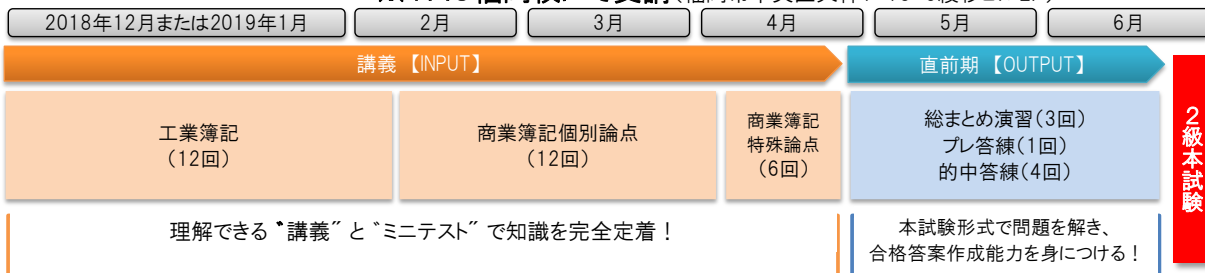 2018年12月または2019年1月
2月
3月
4月
5月
6月
講義【INPUT】
直前期【OUTPUT】
工業簿記
(12回)
商業簿記個別論点
(12回)
商業簿記
特殊論点
(6回)
総まとめ演習(3回)
プレ答練(1回)
的中答練(4回)
2級本試験
理解できる〝講義〞と〝ミニテスト〞で知識を完全定着！
本試験形式で問題を解き、
合格答案作成能力を身につける！